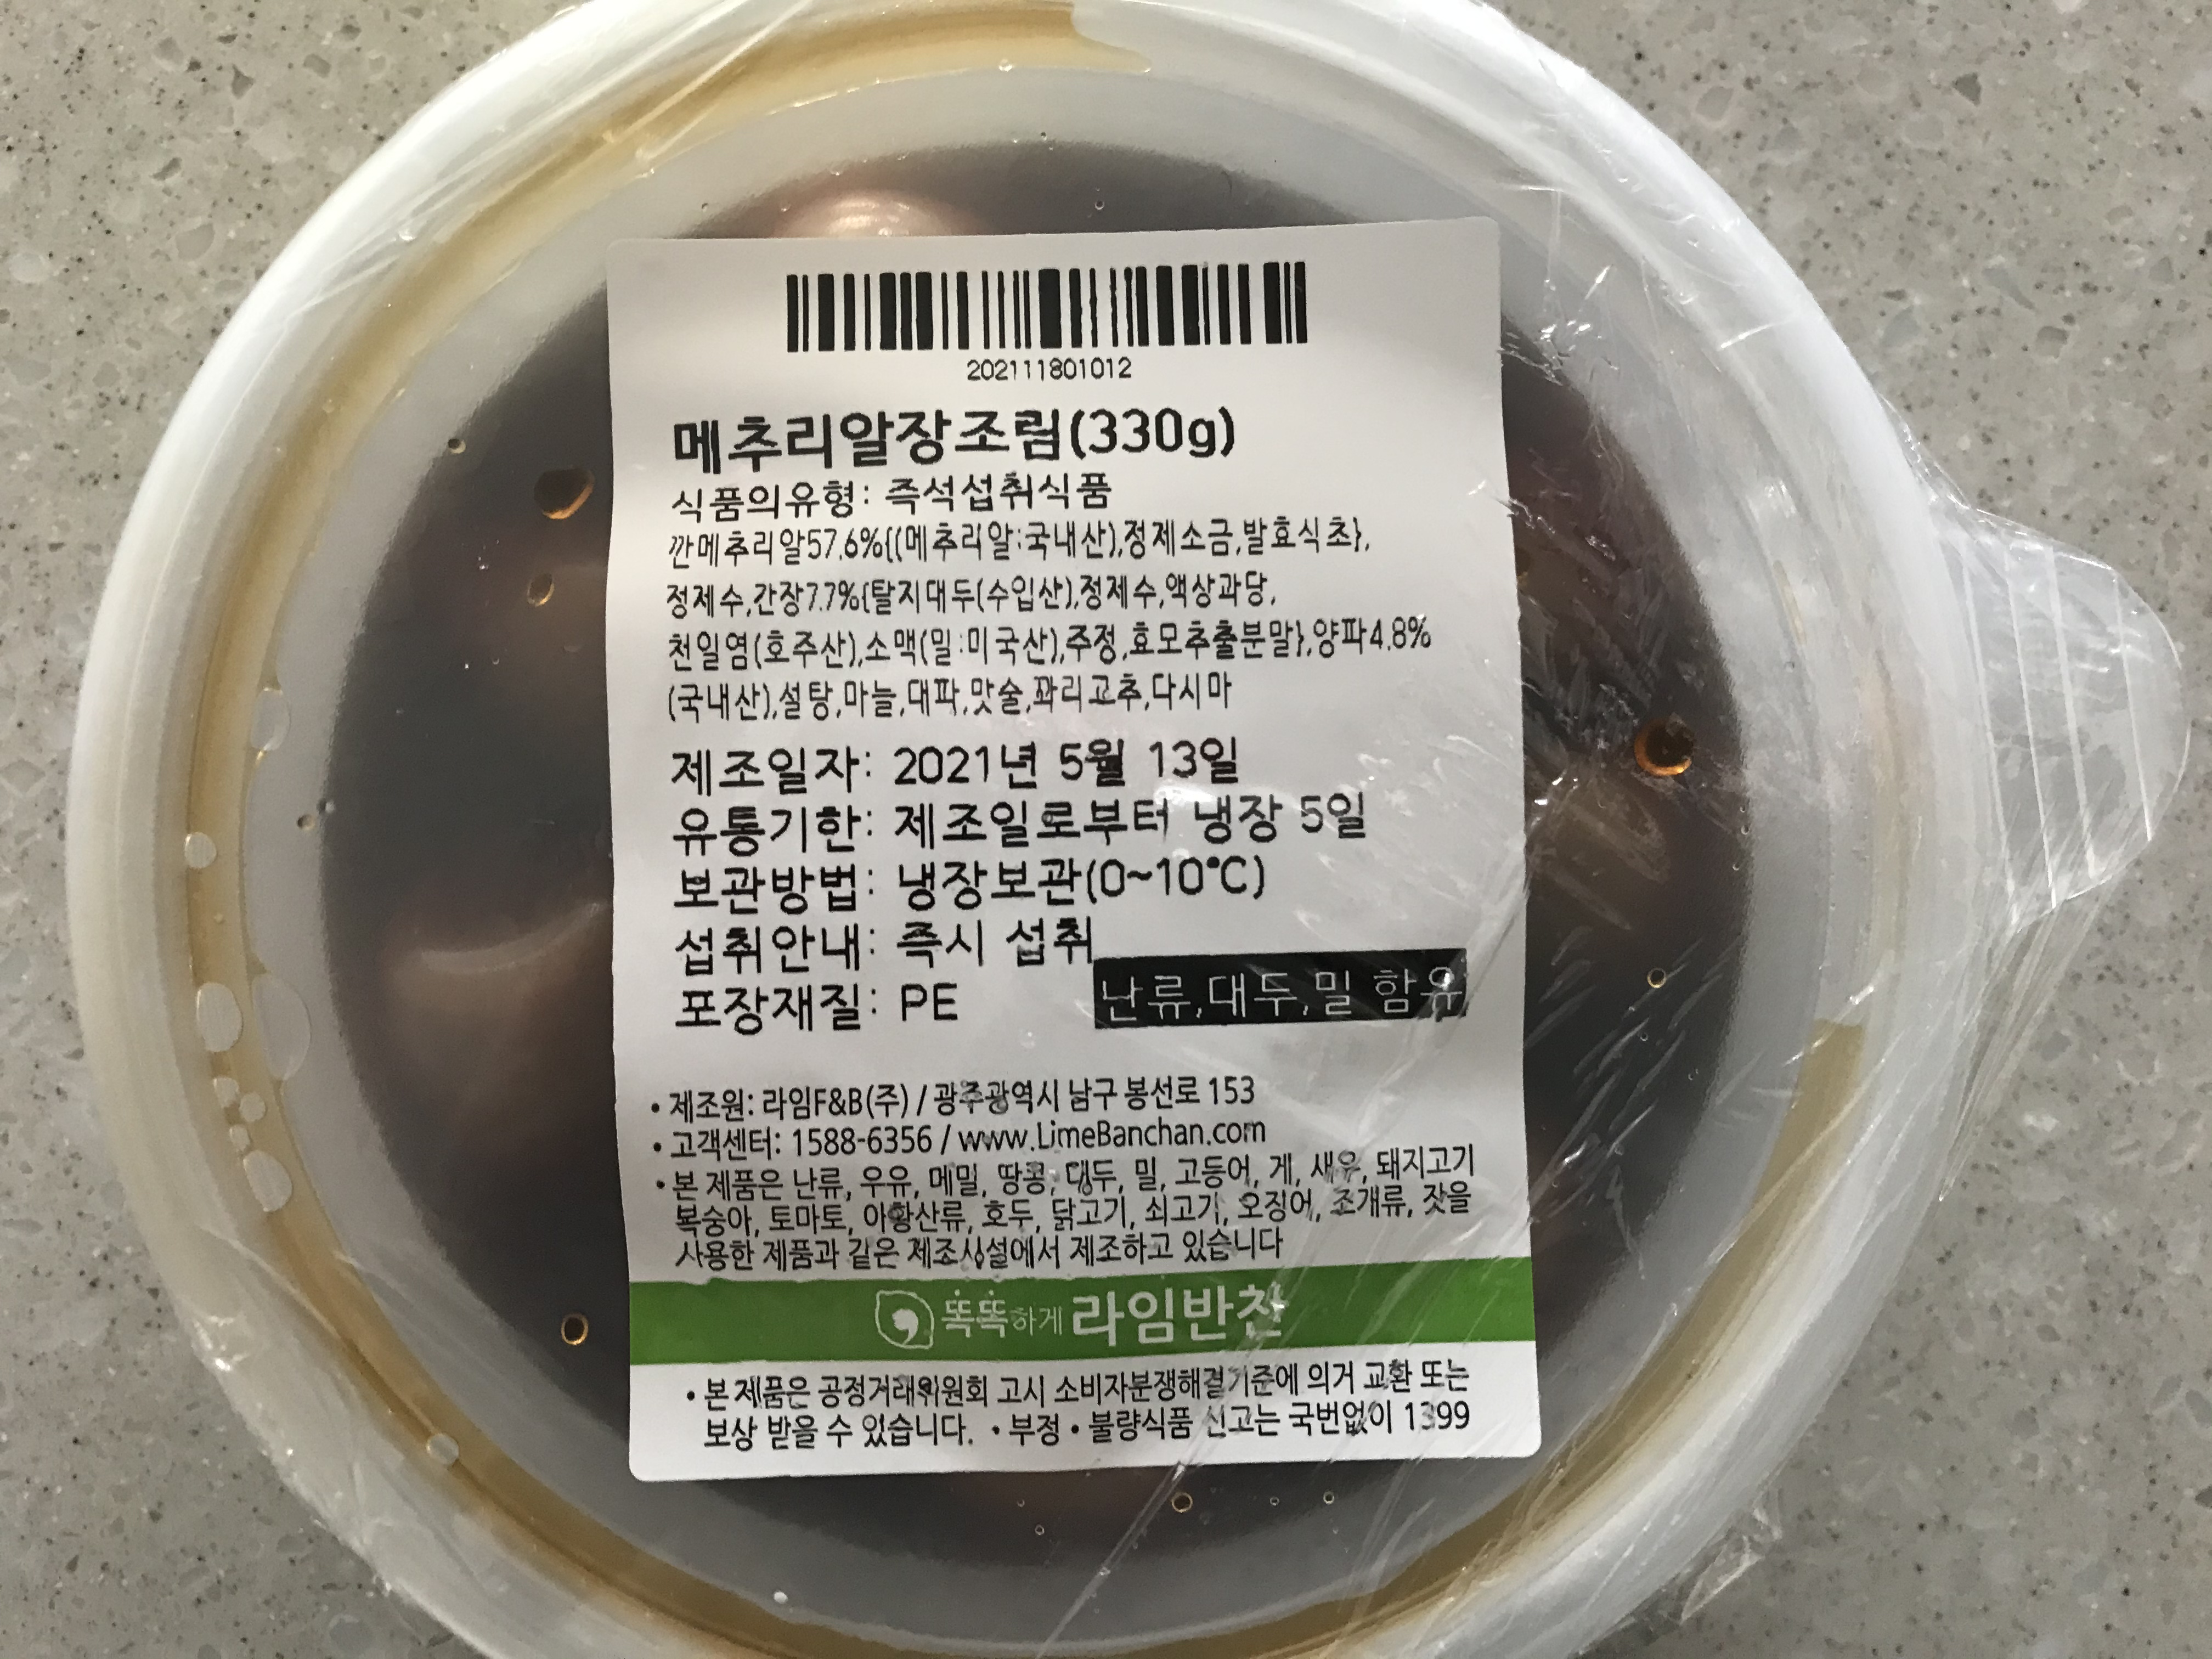 202111801012
메추리알장조림(330g)
식품의유형: 즉석섭취식품
깐메추리알57.6%{(메추리알:국내산),정제소금,발효식초},
정제수,간장7.7%{탈지대두(수입산),정제수,액상과당,
천일염(호주산),소맥(밀:미국산),주정,효모추출분말},양파4.8%
(국내산),설탕,마늘,대파,맛술,꽈리고추,다시마
제조일자: 2021년 5월 13일
유통기한: 제조일로부터 냉장 5일
보관방법: 냉장보관(0~10℃)
섭취안내: 즉시 섭취
포장재질: PE 난류,대두,밀 함유
• 제조원: 라임F&B(주) / 광주광역시 남구 봉선로 153
• 고객센터: 1588-6356 / www.LimeBanchan.com
• 본 제품은 난류, 우유, 메밀, 땅콩, 대두, 밀, 고등어, 게, 새우, 돼지고기
복숭아, 토마토, 아황산류, 호두, 닭고기, 쇠고기, 오징어, 조개류, 잣을
사용한 제품과 같은 제조시설에서 제조하고 있습니다
똑똑하게 라임반찬
• 본 제품은 공정거래위원회 고시 소비자분쟁해결기준에 의거 교환 또는
보상 받을 수 있습니다. • 부정 • 불량식품 신고는 국번없이 1399